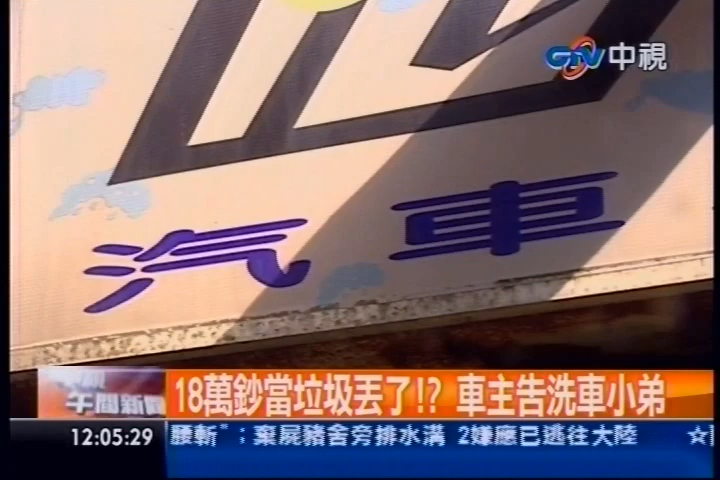 CTV中視
汽車
18萬鈔當垃圾丟了!? 車主告洗車小弟
午間新聞
12:05:29
腰斬"；棄屍豬舍旁排水溝 2嫌應已逃往大陸 ☆